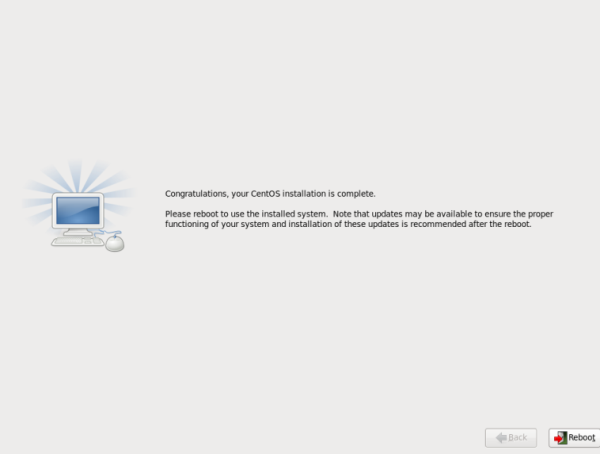 Congratulations, your CentOS installation is complete.
Please reboot to use the installed system.  Note that updates may be available to ensure the proper
functioning of your system and installation of these updates is recommended after the reboot.
Back
Reboot